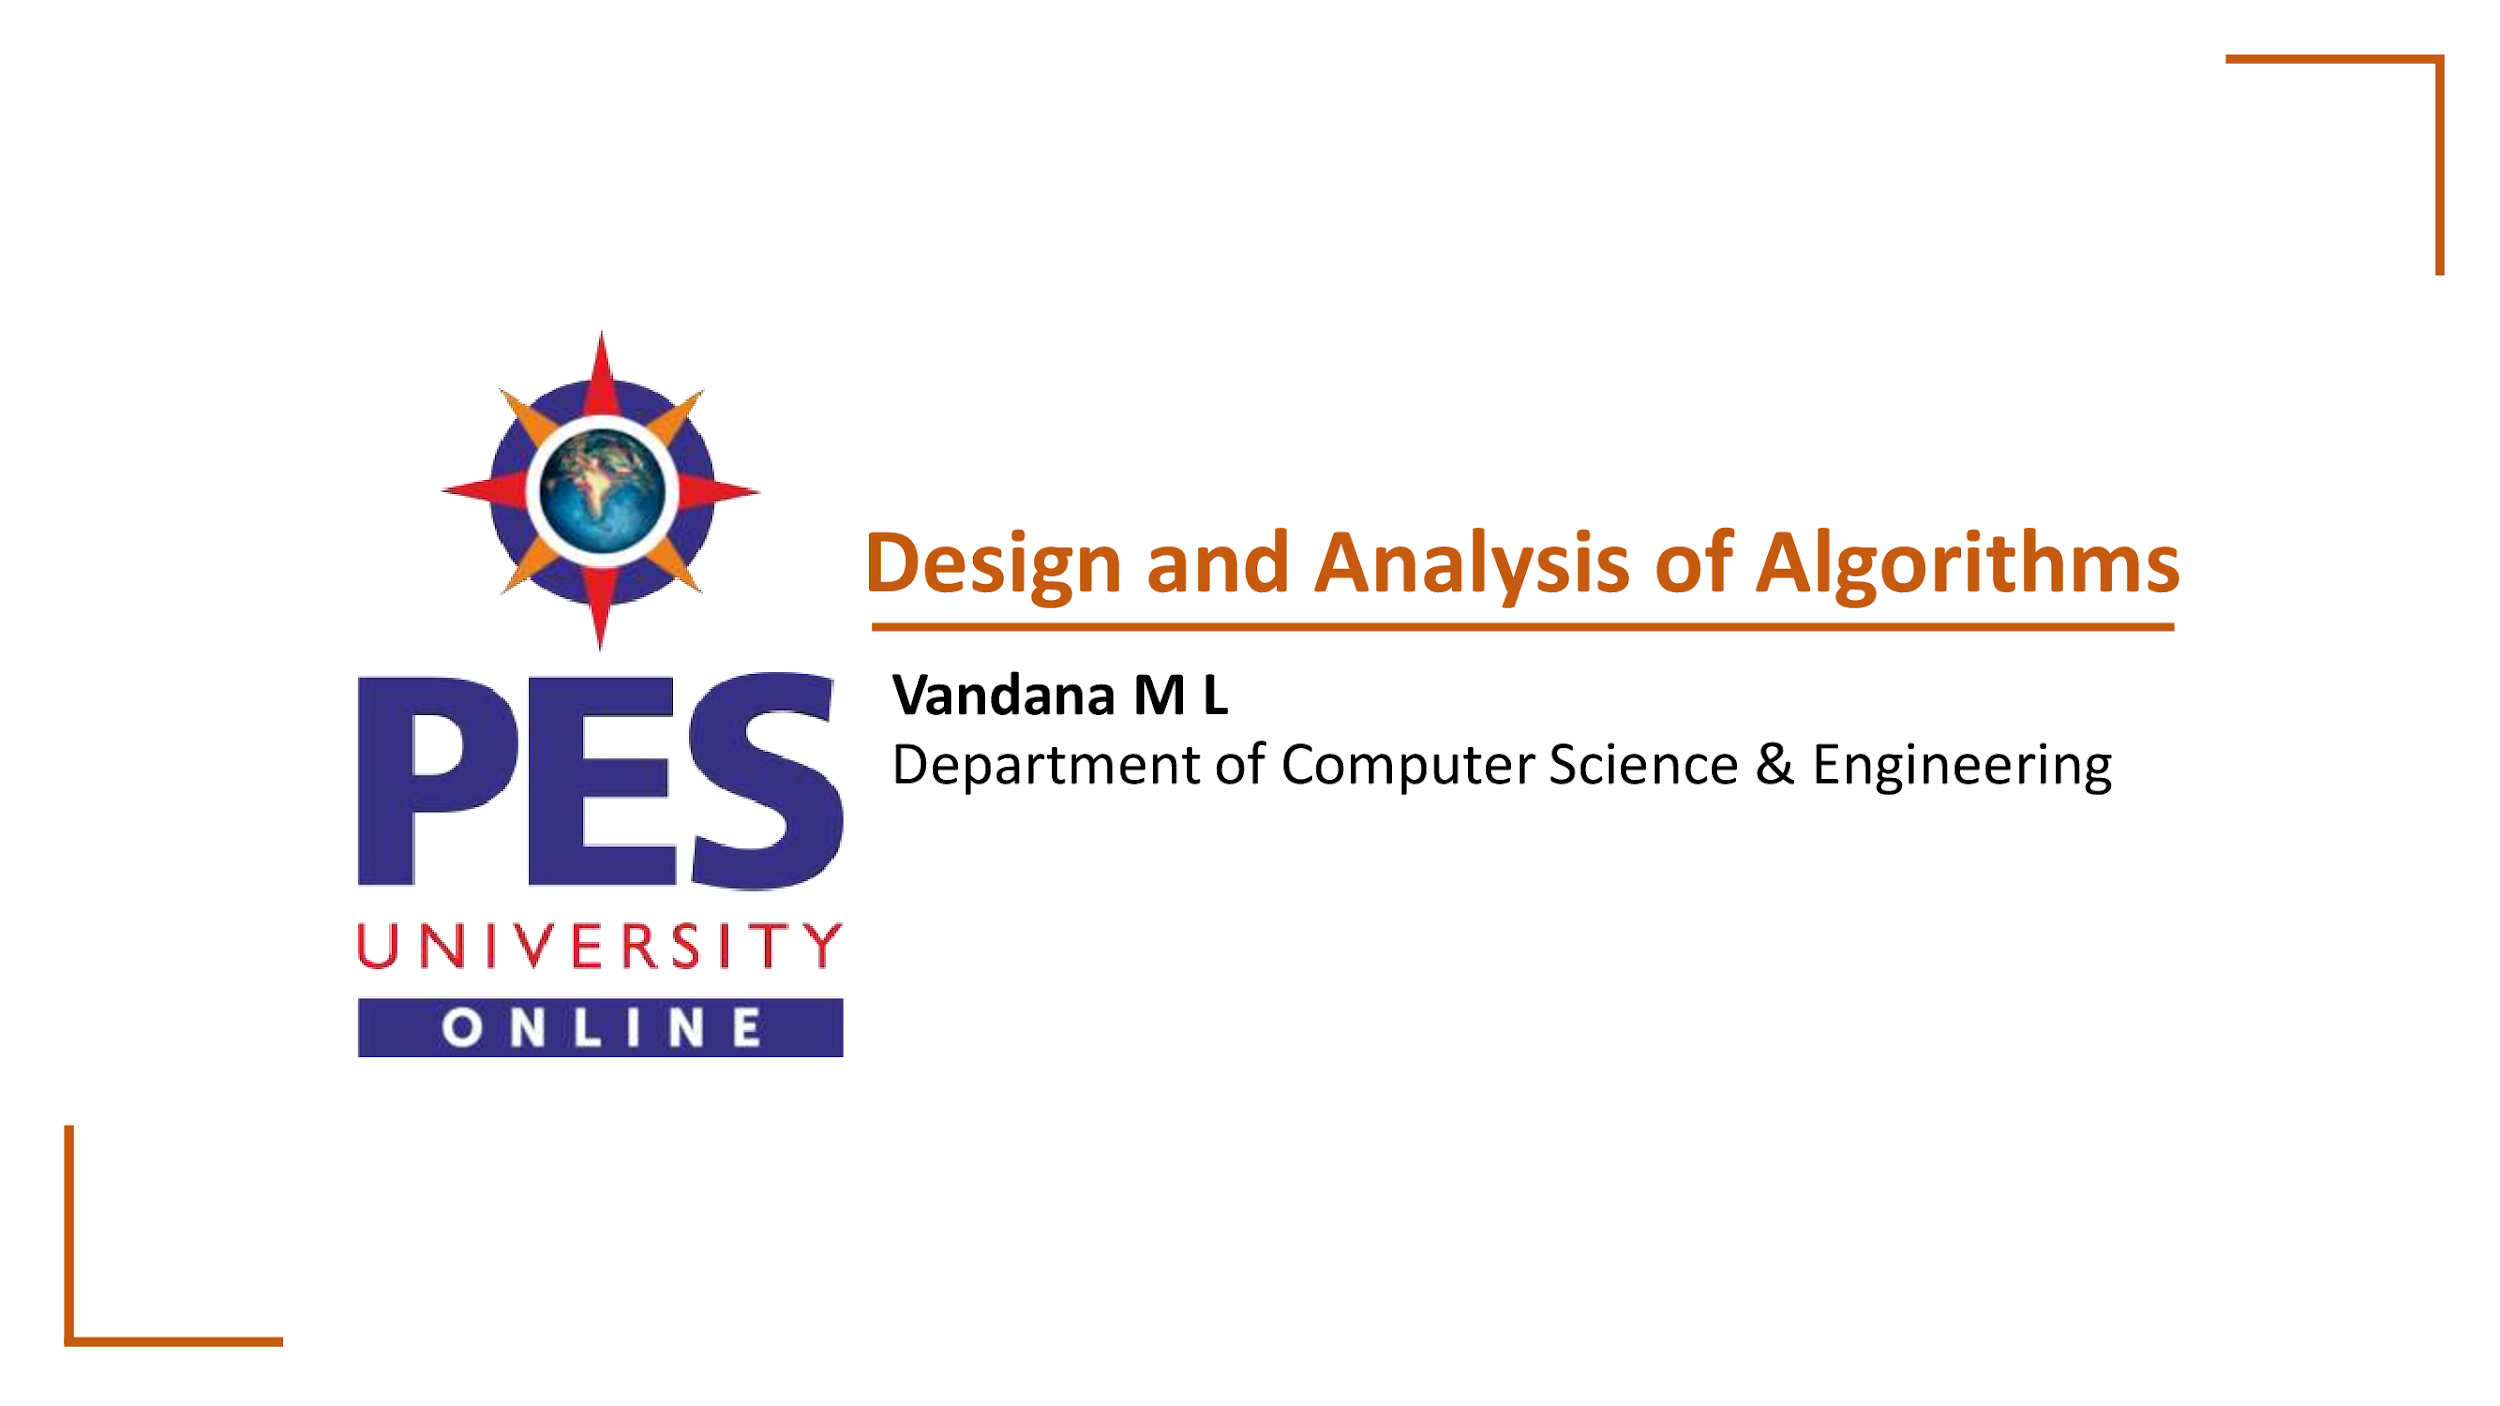 Design and Analysis of Algorithms
Vandana M L
Department of Computer Science & Engineering
PES
UNIVERSITY
ONLINE